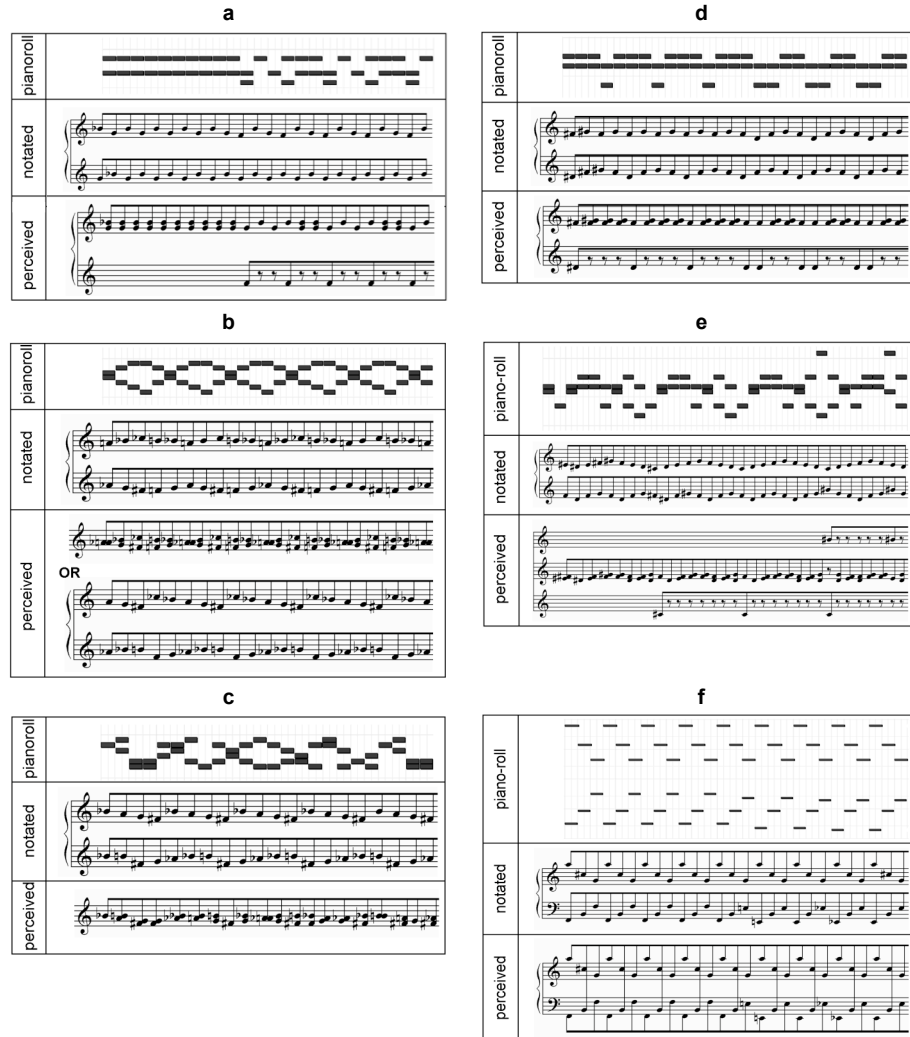 a
pianoroll
notated
perceived
b
pianoroll
notated
perceived
OR
c
pianoroll
notated
perceived
d
pianoroll
notated
perceived
e
piano-roll
notated
perceived
f
piano-roll
notated
perceived